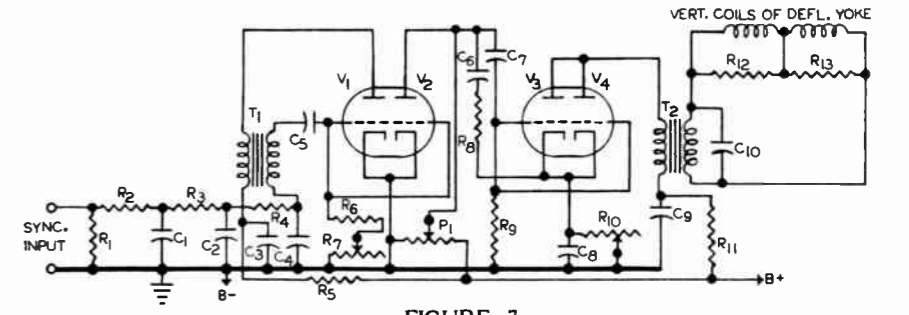 VERT. COILS OF DEFL. YOKE
R12
R13
C6
C7
V1
V2
V3
V4
T1
T2
C5
R8
C10
R2
R3
R4
R6
P1
R9
R10
C9
SYNC.
INPUT
R1
C1
C2
C3
C4
R7
C8
R11
B-
R5
B+
FIGURE 7